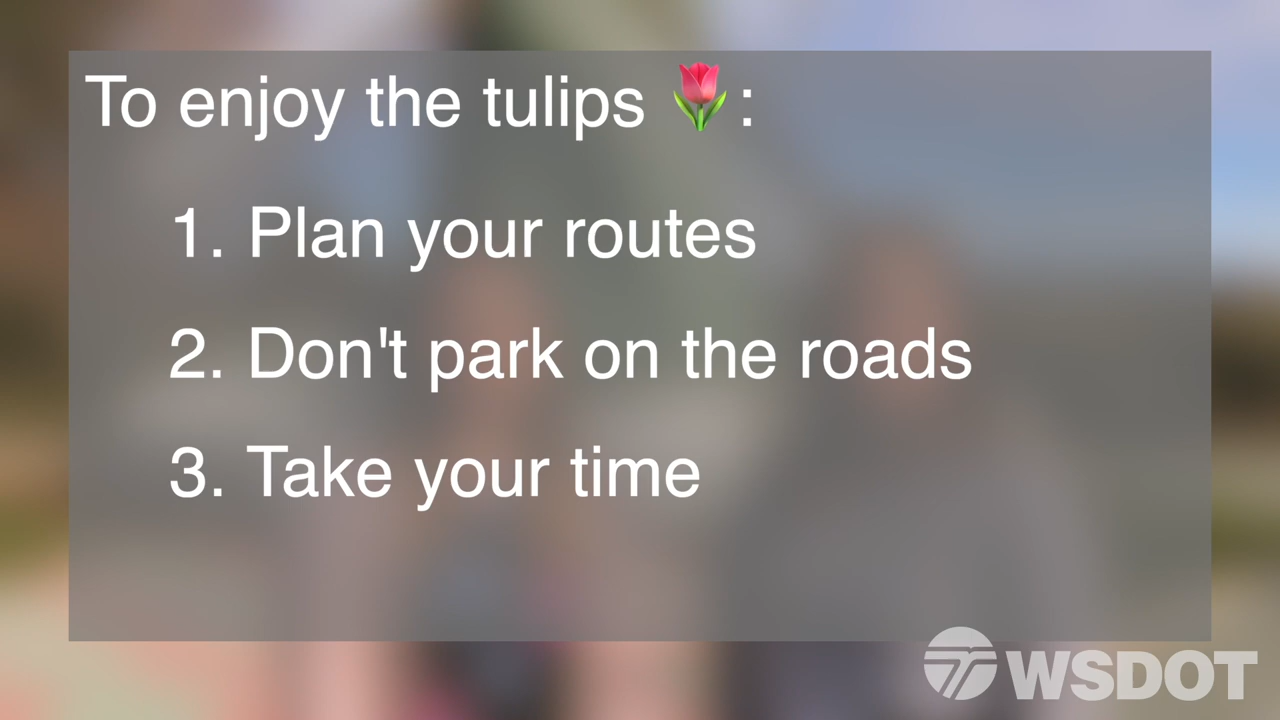 To enjoy the tulips 🌷:
1. Plan your routes
2. Don't park on the roads
3. Take your time
WSDOT